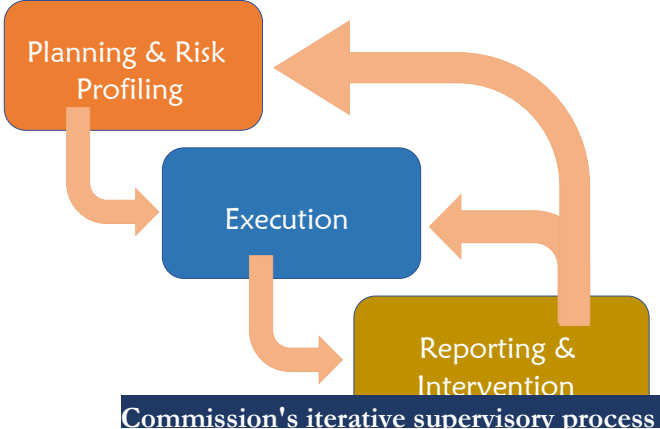 Planning & Risk
Profiling
Execution
Reporting &
Intervention
Commission's iterative supervisory process